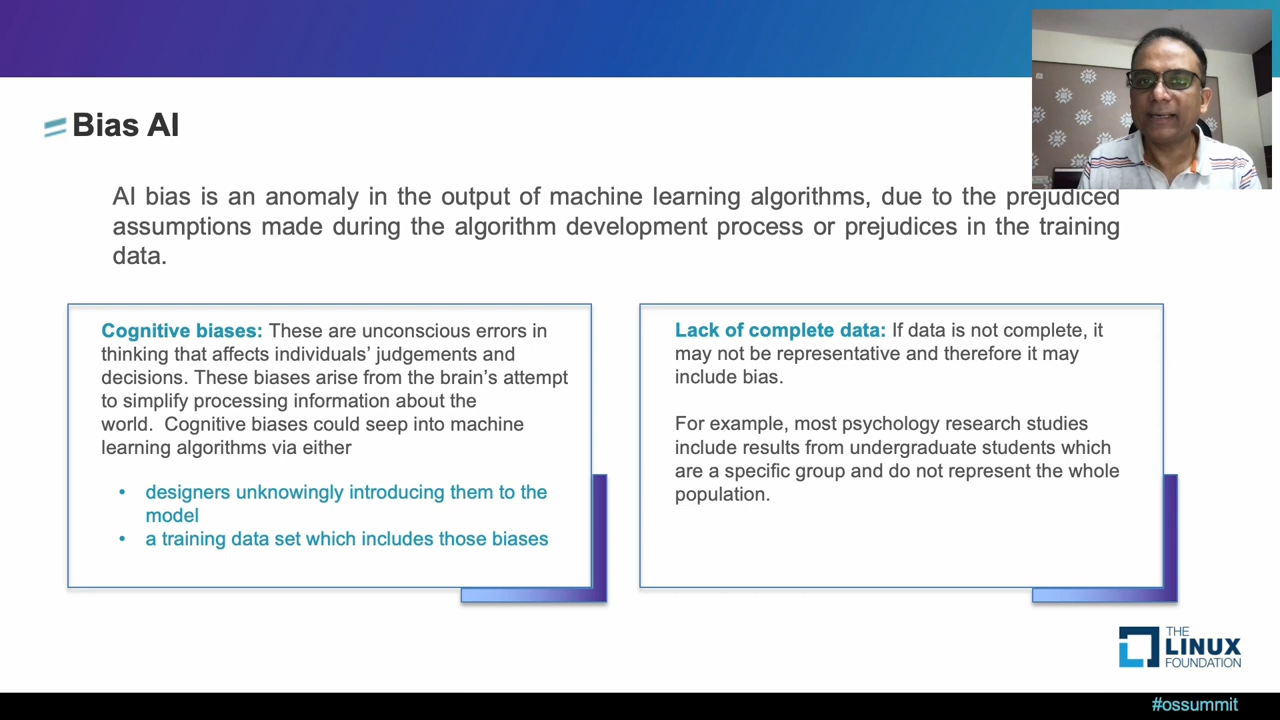 Bias AI
AI bias is an anomaly in the output of machine learning algorithms, due to the prejudiced
assumptions made during the algorithm development process or prejudices in the training
data.
Cognitive biases: These are unconscious errors in
thinking that affects individuals’ judgements and
decisions. These biases arise from the brain’s attempt
to simplify processing information about the
world.  Cognitive biases could seep into machine
learning algorithms via either
• designers unknowingly introducing them to the
model
• a training data set which includes those biases
Lack of complete data: If data is not complete, it
may not be representative and therefore it may
include bias.
For example, most psychology research studies
include results from undergraduate students which
are a specific group and do not represent the whole
population.
THE
LINUX
FOUNDATION
#ossummit